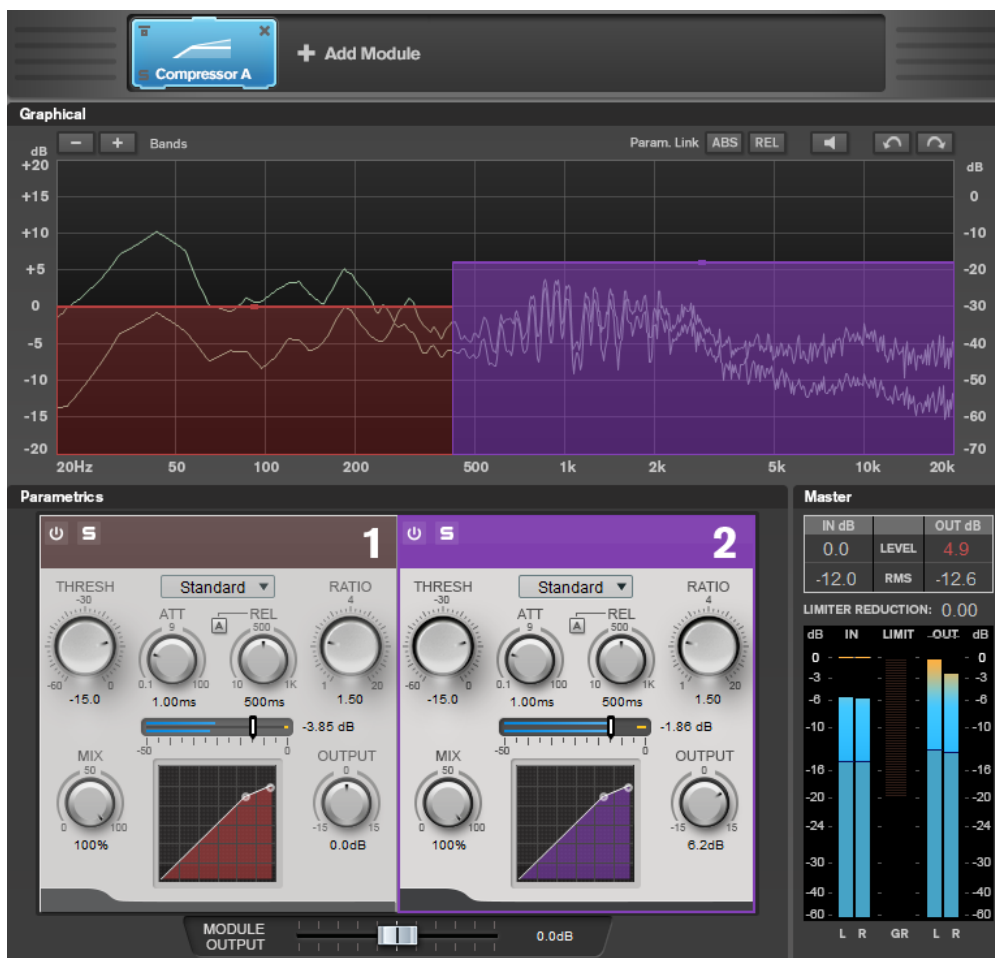 S Compressor A
+ Add Module
Graphical
dB - + Bands Param. Link ABS REL
+20 dB
+15 0
+10 -10
+5 -20
0 -30
-5 -40
-10 -50
-15 -60
-20 -70
20Hz 50 100 200 500 1k 2k 5k 10k 20k
Parametrics
S 1
THRESH Standard RATIO
-30 4
ATT REL
9 A 500
-60 0 0.1 100 10 1K 1 20
-15.0 1.00ms 500ms 1.50
-3.85 dB
-50 0
MIX OUTPUT
50 0
0 100 -15 15
100% 0.0dB
S 2
THRESH Standard RATIO
-30 4
ATT REL
9 A 500
-60 0 0.1 100 10 1K 1 20
-15.0 1.00ms 500ms 1.50
-1.86 dB
-50 0
MIX OUTPUT
50 0
0 100 -15 15
100% 6.2dB
MODULE
OUTPUT 0.0dB
Master
IN dB OUT dB
0.0 LEVEL 4.9
-12.0 RMS -12.6
LIMITER REDUCTION: 0.00
dB IN LIMIT OUT dB
0 0
-3 -3
-6 -6
-10 -10
-16 -16
-20 -20
-24 -24
-30 -30
-40 -40
-60 -60
L R GR L R